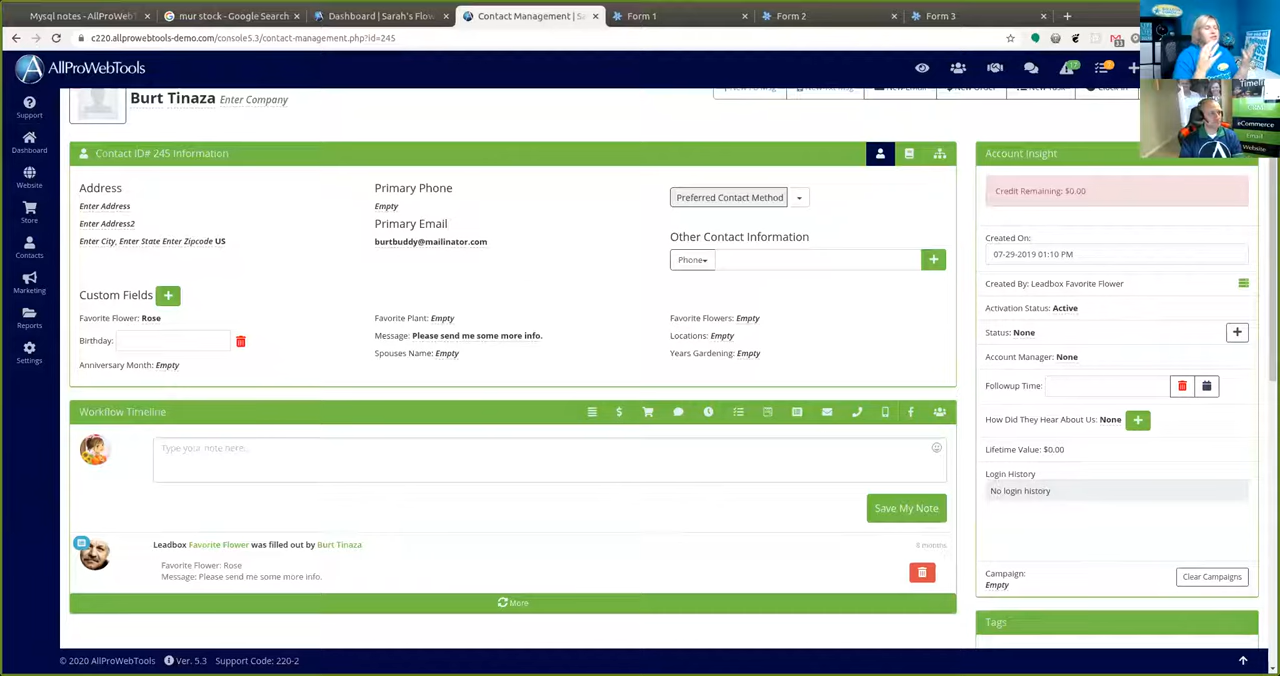 Mysql notes - AllProWeb
mur stock - Google Search
Dashboard | Sarah's Flow
Contact Management | Sa
Form 1
Form 2
Form 3
c220.allprowebtools-demo.com/console5.3/contact-management.php?id=245
AllProWebTools
Burt Tinaza Enter Company
Support
Dashboard
Website
Store
Contacts
Marketing
Reports
Settings
Contact ID# 245 Information
Address
Enter Address
Enter Address2
Enter City, Enter State Enter Zipcode US
Primary Phone
Empty
Primary Email
burtbuddy@mailinator.com
Preferred Contact Method
Other Contact Information
Phone
Custom Fields
Favorite Flower: Rose
Birthday:
Anniversary Month: Empty
Favorite Plant: Empty
Message: Please send me some more info.
Spouses Name: Empty
Favorite Flowers: Empty
Locations: Empty
Years Gardening: Empty
Workflow Timeline
Type your note here...
Save My Note
Leadbox Favorite Flower was filled out by Burt Tinaza
8 months
Favorite Flower: Rose
Message: Please send me some more info.
More
Account Insight
Credit Remaining: $0.00
Created On:
07-29-2019 01:10 PM
Created By: Leadbox Favorite Flower
Activation Status: Active
Status: None
Account Manager: None
Followup Time:
How Did They Hear About Us: None
Lifetime Value: $0.00
Login History
No login history
Campaign:
Empty
Clear Campaigns
Tags
© 2020 AllProWebTools
Ver. 5.3
Support Code: 220-2
eCommerce
Email
Website